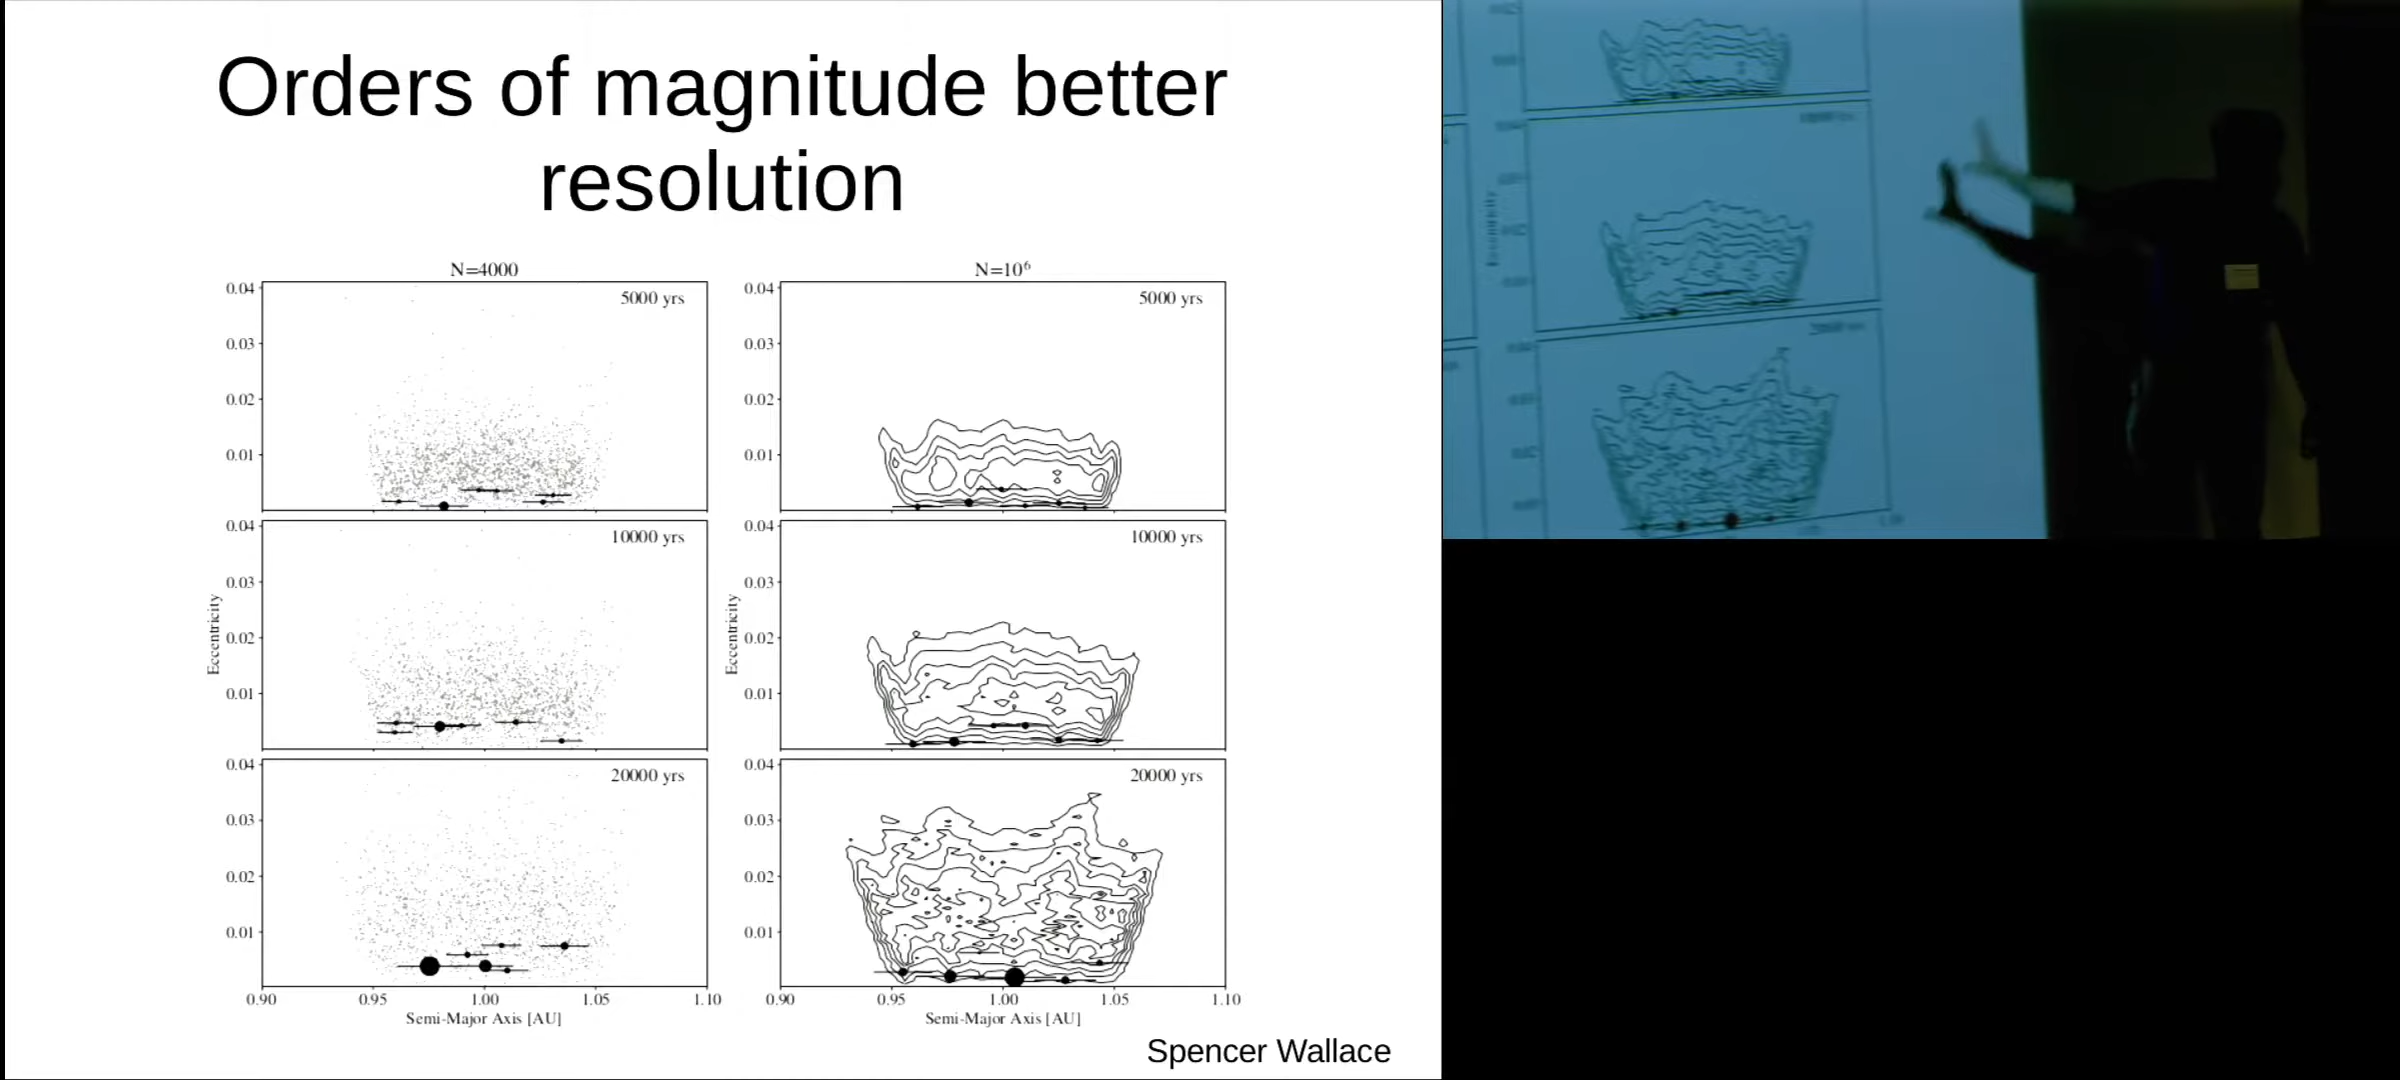 Orders of magnitude better
resolution
N=4000
N=10⁶
0.04
5000 yrs
0.03
0.02
0.01
0.04
5000 yrs
0.03
0.02
0.01
0.04
10000 yrs
0.03
0.02
0.01
Eccentricity
0.04
10000 yrs
0.03
0.02
0.01
Eccentricity
0.04
20000 yrs
0.03
0.02
0.01
0.04
20000 yrs
0.03
0.02
0.01
0.90 0.95 1.00 1.05 1.10
Semi-Major Axis [AU]
0.90 0.95 1.00 1.05 1.10
Semi-Major Axis [AU]
Spencer Wallace